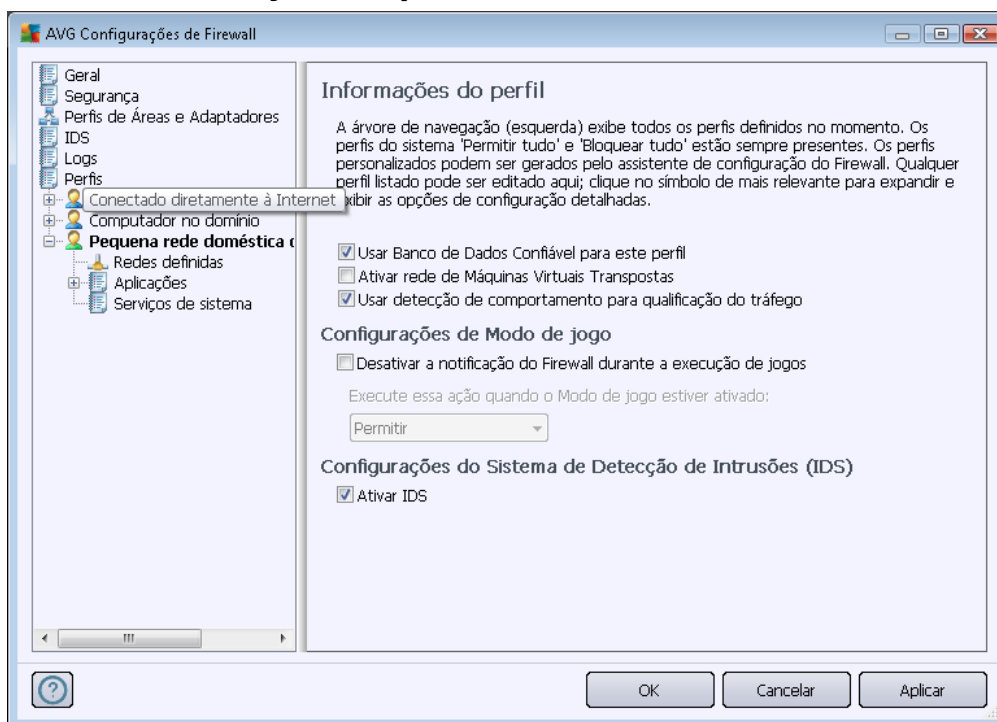 AVG Configurações de Firewall
Geral
Segurança
Perfis de Áreas e Adaptadores
IDS
Logs
Perfis
Conectado diretamente à Internet
Computador no domínio
Pequena rede doméstica
Redes definidas
Aplicações
Serviços de sistema
Informações do perfil
A árvore de navegação (esquerda) exibe todos os perfis definidos no momento. Os
perfis do sistema 'Permitir tudo' e 'Bloquear tudo' estão sempre presentes. Os perfis
personalizados podem ser gerados pelo assistente de configuração do Firewall. Qualquer
perfil listado pode ser editado aqui; clique no símbolo de mais relevante para expandir e
as opções de configuração detalhadas.
Usar Banco de Dados Confiável para este perfil
Ativar rede de Máquinas Virtuais Transpostas
Usar detecção de comportamento para qualificação do tráfego
Configurações de Modo de jogo
Desativar a notificação do Firewall durante a execução de jogos
Execute essa ação quando o Modo de jogo estiver ativado:
Permitir
Configurações do Sistema de Detecção de Intrusões (IDS)
Ativar IDS
OK
Cancelar
Aplicar